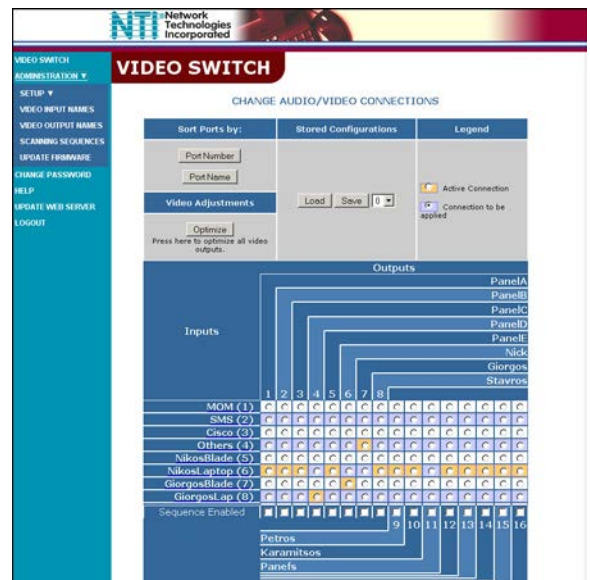 NTI Network
Technologies
Incorporated
VIDEO SWITCH
ADMINISTRATION ▼
SETUP ▼
VIDEO INPUT NAMES
VIDEO OUTPUT NAMES
SCANNING SEQUENCES
UPDATE FIRMWARE
CHANGE PASSWORD
HELP
UPDATE WEB SERVER
LOGOUT
VIDEO SWITCH
CHANGE AUDIO/VIDEO CONNECTIONS
Sort Ports by:
Port Number
Port Name
Video Adjustments
Optimize
Press here to optimize all video
outputs.
Stored Configurations
Load Save 0
Legend
Active Connection
Connection to be
applied
Outputs
PanelA
PanelB
PanelC
PanelD
PanelE
Nick
Giorgos
Stavros
Inputs
1 2 3 4 5 6 7 8
MOM (1)
SMS (2)
Cisco (3)
Others (4)
NikosBlade (5)
NikosLaptop (6)
GiorgosBlade (7)
GiorgosLap (8)
Sequence Enabled
9 10 11 12 13 14 15 16
Petros
Karamitsos
Panefs